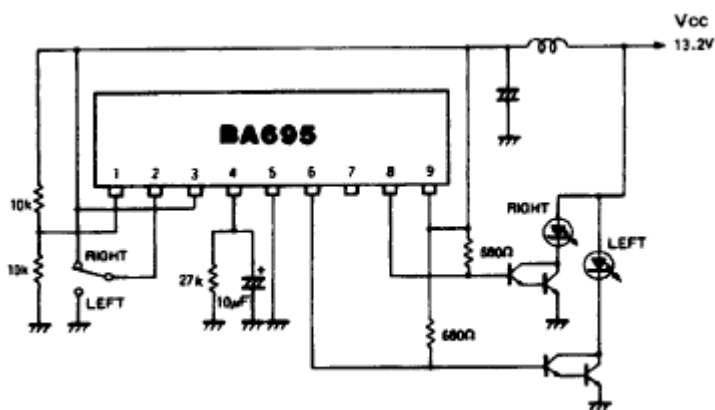 Vcc
13.2V
BA695
1 2 3 4 5 6 7 8 9
10k
RIGHT
LEFT
10k
RIGHT
LEFT
27k
+
10μF
680Ω
680Ω